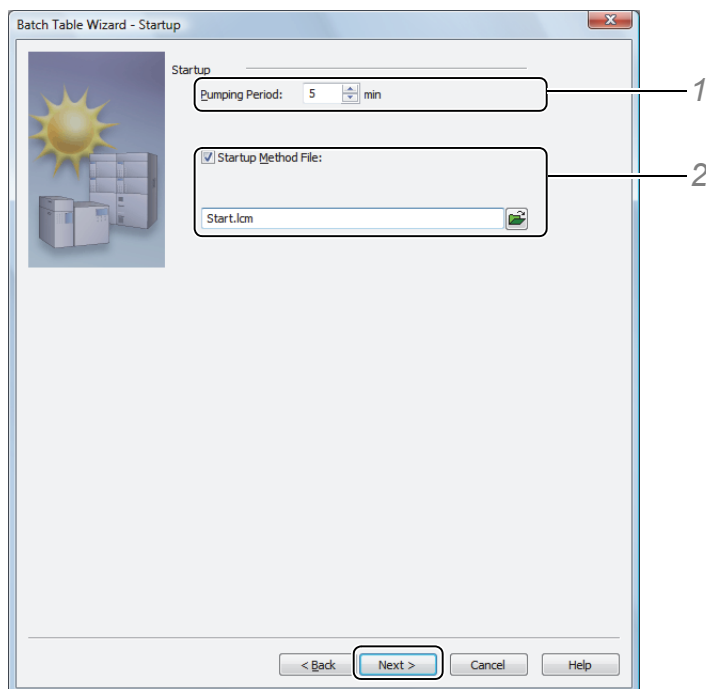 Batch Table Wizard - Startup
Startup
Pumping Period: 5 min
1
Startup Method File:
2
Start.lcm
< Back Next > Cancel Help